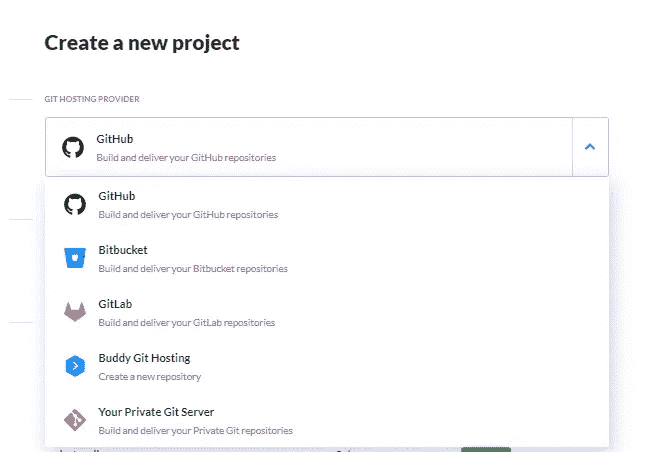 Create a new project
GIT HOSTING PROVIDER
GitHub
Build and deliver your GitHub repositories
GitHub
Build and deliver your GitHub repositories
Bitbucket
Build and deliver your Bitbucket repositories
GitLab
Build and deliver your GitLab repositories
Buddy Git Hosting
Create a new repository
Your Private Git Server
Build and deliver your Private Git repositories